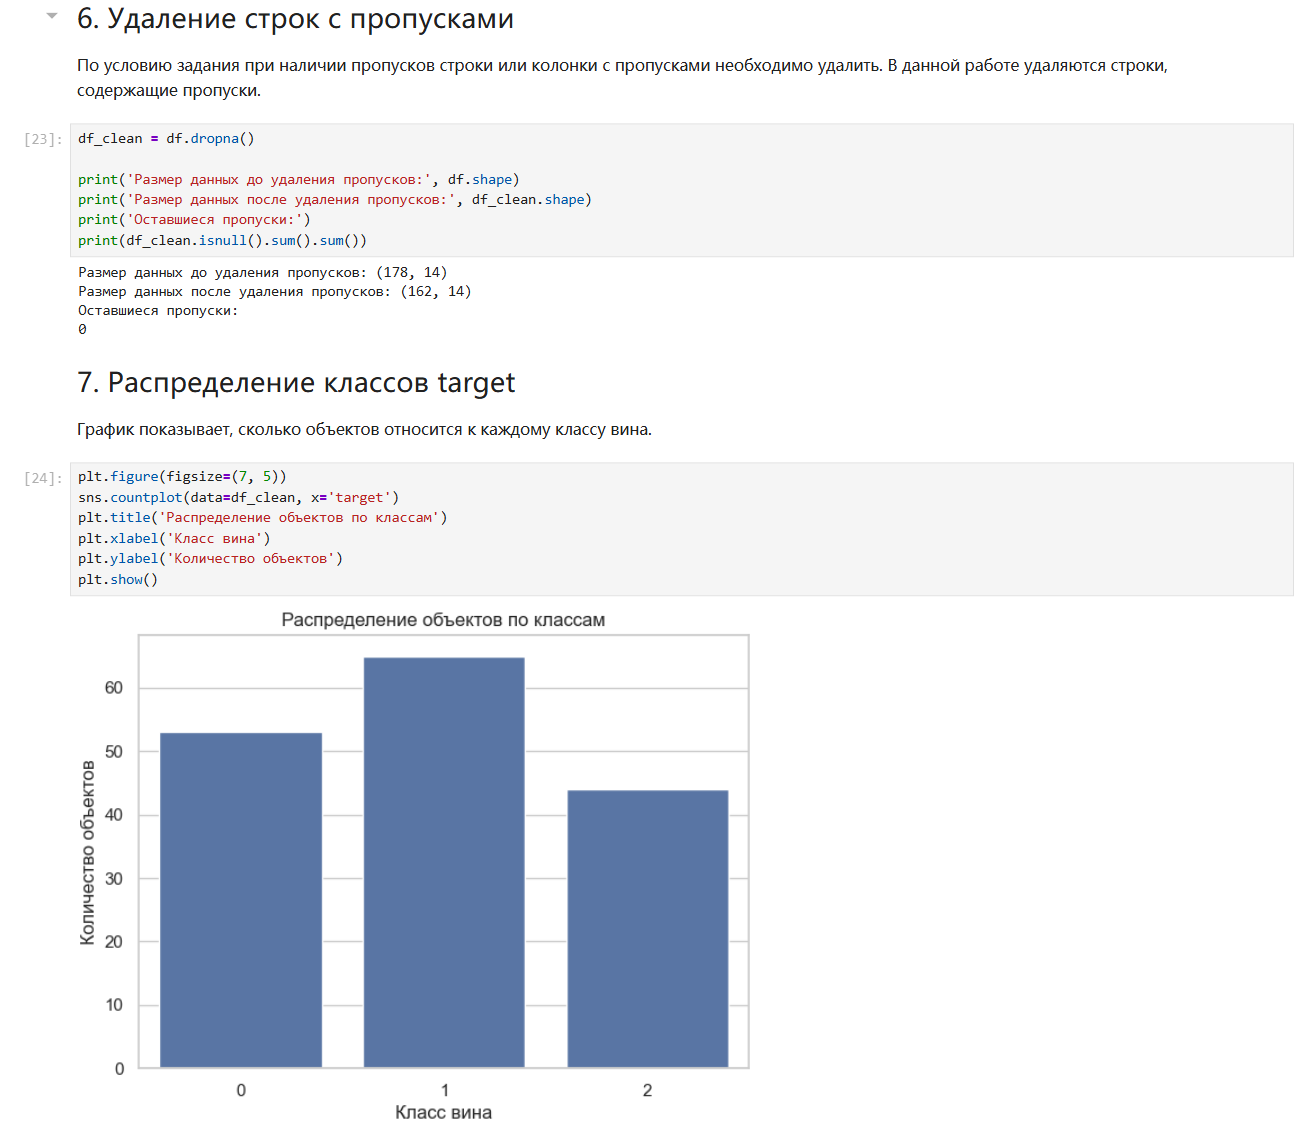 6. Удаление строк с пропусками
По условию задания при наличии пропусков строки или колонки с пропусками необходимо удалить. В данной работе удаляются строки,
содержащие пропуски.
[23]:
df_clean = df.dropna()
print('Размер данных до удаления пропусков:', df.shape)
print('Размер данных после удаления пропусков:', df_clean.shape)
print('Оставшиеся пропуски:')
print(df_clean.isnull().sum().sum())
Размер данных до удаления пропусков: (178, 14)
Размер данных после удаления пропусков: (162, 14)
Оставшиеся пропуски:
0
7. Распределение классов target
График показывает, сколько объектов относится к каждому классу вина.
[24]:
plt.figure(figsize=(7, 5))
sns.countplot(data=df_clean, x='target')
plt.title('Распределение объектов по классам')
plt.xlabel('Класс вина')
plt.ylabel('Количество объектов')
plt.show()
Распределение объектов по классам
Количество объектов
60
50
40
30
20
10
0
0 1 2
Класс вина